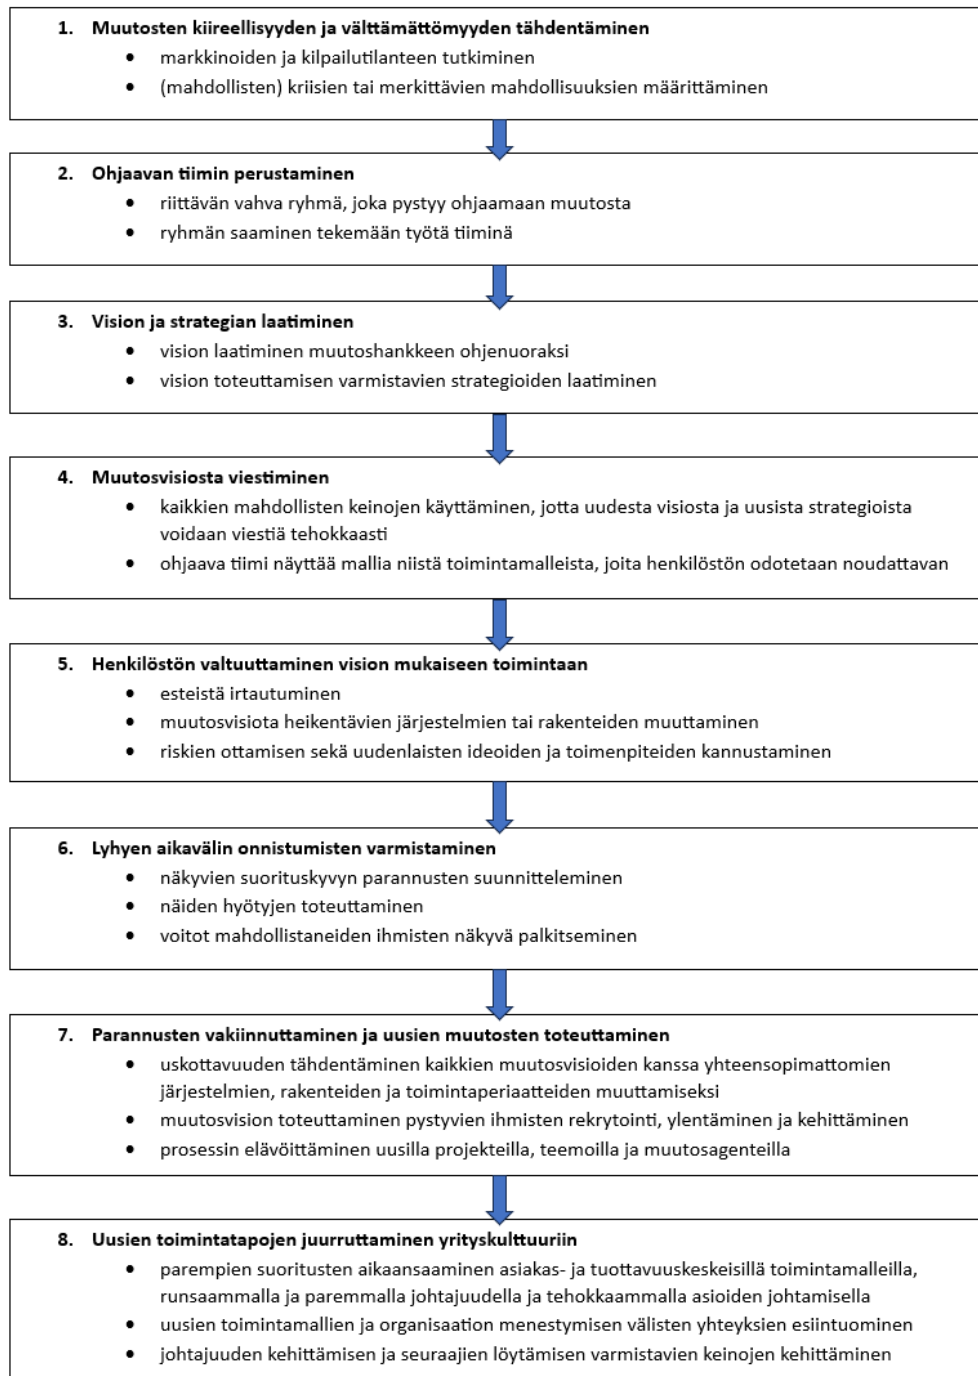 1. Muutosten kiireellisyyden ja välttämättömyyden tähdentäminen
• markkinoiden ja kilpailutilanteen tutkiminen
• (mahdollisten) kriisien tai merkittävien mahdollisuuksien määrittäminen
2. Ohjaavan tiimin perustaminen
• riittävän vahva ryhmä, joka pystyy ohjaamaan muutosta
• ryhmän saaminen tekemään työtä tiiminä
3. Vision ja strategian laatiminen
• vision laatiminen muutoshankkeen ohjenuoraksi
• vision toteuttamisen varmistavien strategioiden laatiminen
4. Muutosvisiosta viestiminen
• kaikkien mahdollisten keinojen käyttäminen, jotta uudesta visiosta ja uusista strategioista
voidaan viestiä tehokkaasti
• ohjaava tiimi näyttää mallia niistä toimintamalleista, joita henkilöstön odotetaan noudattavan
5. Henkilöstön valtuuttaminen vision mukaiseen toimintaan
• esteistä irtautuminen
• muutosvisiota heikentävien järjestelmien tai rakenteiden muuttaminen
• riskien ottamisen sekä uudenlaisten ideoiden ja toimenpiteiden kannustaminen
6. Lyhyen aikavälin onnistumisten varmistaminen
• näkyvien suorituskyvyn parannusten suunnitteleminen
• näiden hyötyjen toteuttaminen
• voitot mahdollistaneiden ihmisten näkyvä palkitseminen
7. Parannusten vakiinnuttaminen ja uusien muutosten toteuttaminen
• uskottavuuden tähdentäminen kaikkien muutosvisioiden kanssa yhteensopimattomien
järjestelmien, rakenteiden ja toimintaperiaatteiden muuttamiseksi
• muutosvision toteuttaminen pystyvien ihmisten rekrytointi, ylentäminen ja kehittäminen
• prosessin elävöittäminen uusilla projekteilla, teemoilla ja muutosagenteilla
8. Uusien toimintatapojen juurruttaminen yrityskulttuuriin
• parempien suoritusten aikaansaaminen asiakas- ja tuottavuuskeskeisillä toimintamalleilla,
runsaammalla ja paremmalla johtajuudella ja tehokkaammalla asioiden johtamisella
• uusien toimintamallien ja organisaation menestymisen välisten yhteyksien esiintuominen
• johtajuuden kehittämisen ja seuraajien löytämisen varmistavien keinojen kehittäminen